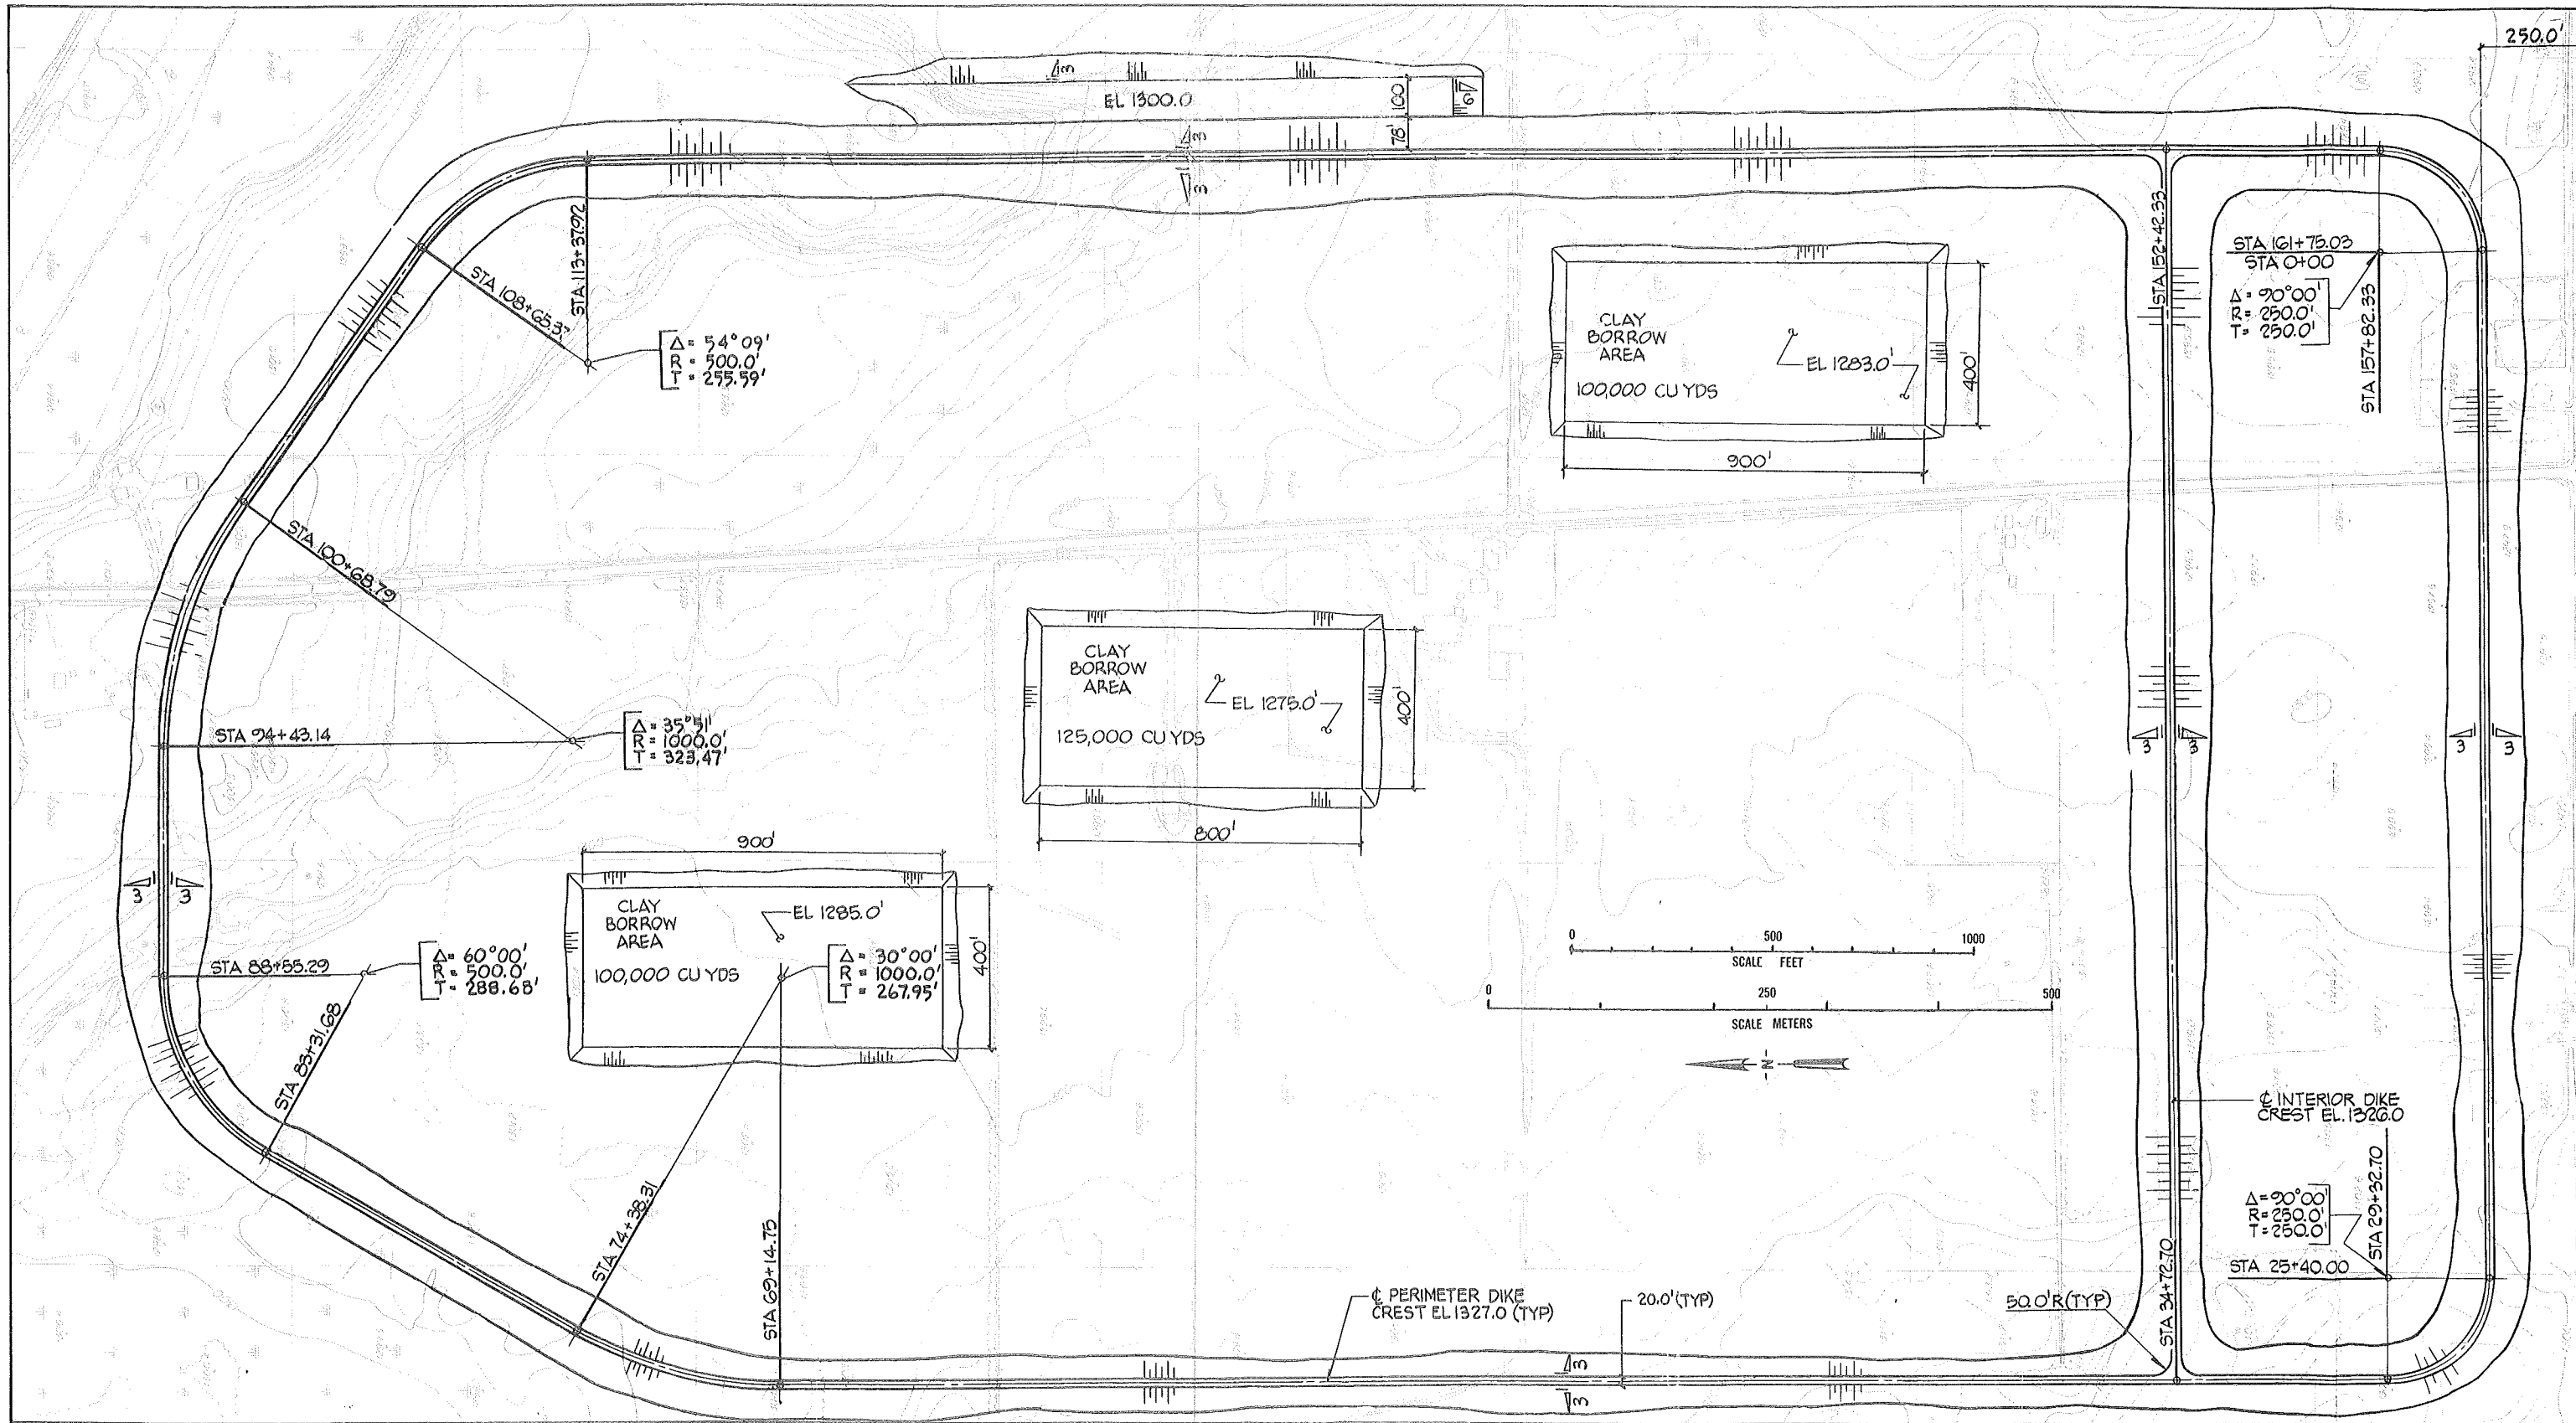 250.0'
3
EL 1300.0
100
6
78'
3
3
STA 113+37.92
STA 108+65.37
Δ = 54°09'
R = 500.0'
T = 255.59'
STA 152+42.33
STA 161+75.03
STA 0+00
Δ = 90°00'
R = 250.0'
T = 250.0'
STA 157+82.33
CLAY
BORROW
AREA
EL 1283.0'
100,000 CU YDS
400'
900'
STA 100+68.79
STA 94+43.14
Δ = 35°51'
R = 1000.0'
T = 323.47'
CLAY
BORROW
AREA
EL 1275.0'
125,000 CU YDS
400'
800'
3
3
3
3
3
3
900'
CLAY
BORROW
AREA
EL 1285.0'
100,000 CU YDS
400'
STA 88+55.29
Δ = 60°00'
R = 500.0'
T = 288.68'
Δ = 30°00'
R = 1000.0'
T = 267.95'
STA 83+31.68
STA 74+38.31
STA 69+14.75
0 500 1000
SCALE FEET
0 250 500
SCALE METERS
N
℄ INTERIOR DIKE
CREST EL. 1326.0
Δ = 90°00'
R = 250.0'
T = 250.0'
STA 29+32.70
STA 25+40.00
STA 34+72.70
50.0' R (TYP)
℄ PERIMETER DIKE
CREST EL 1327.0 (TYP)
20.0' (TYP)
3
3